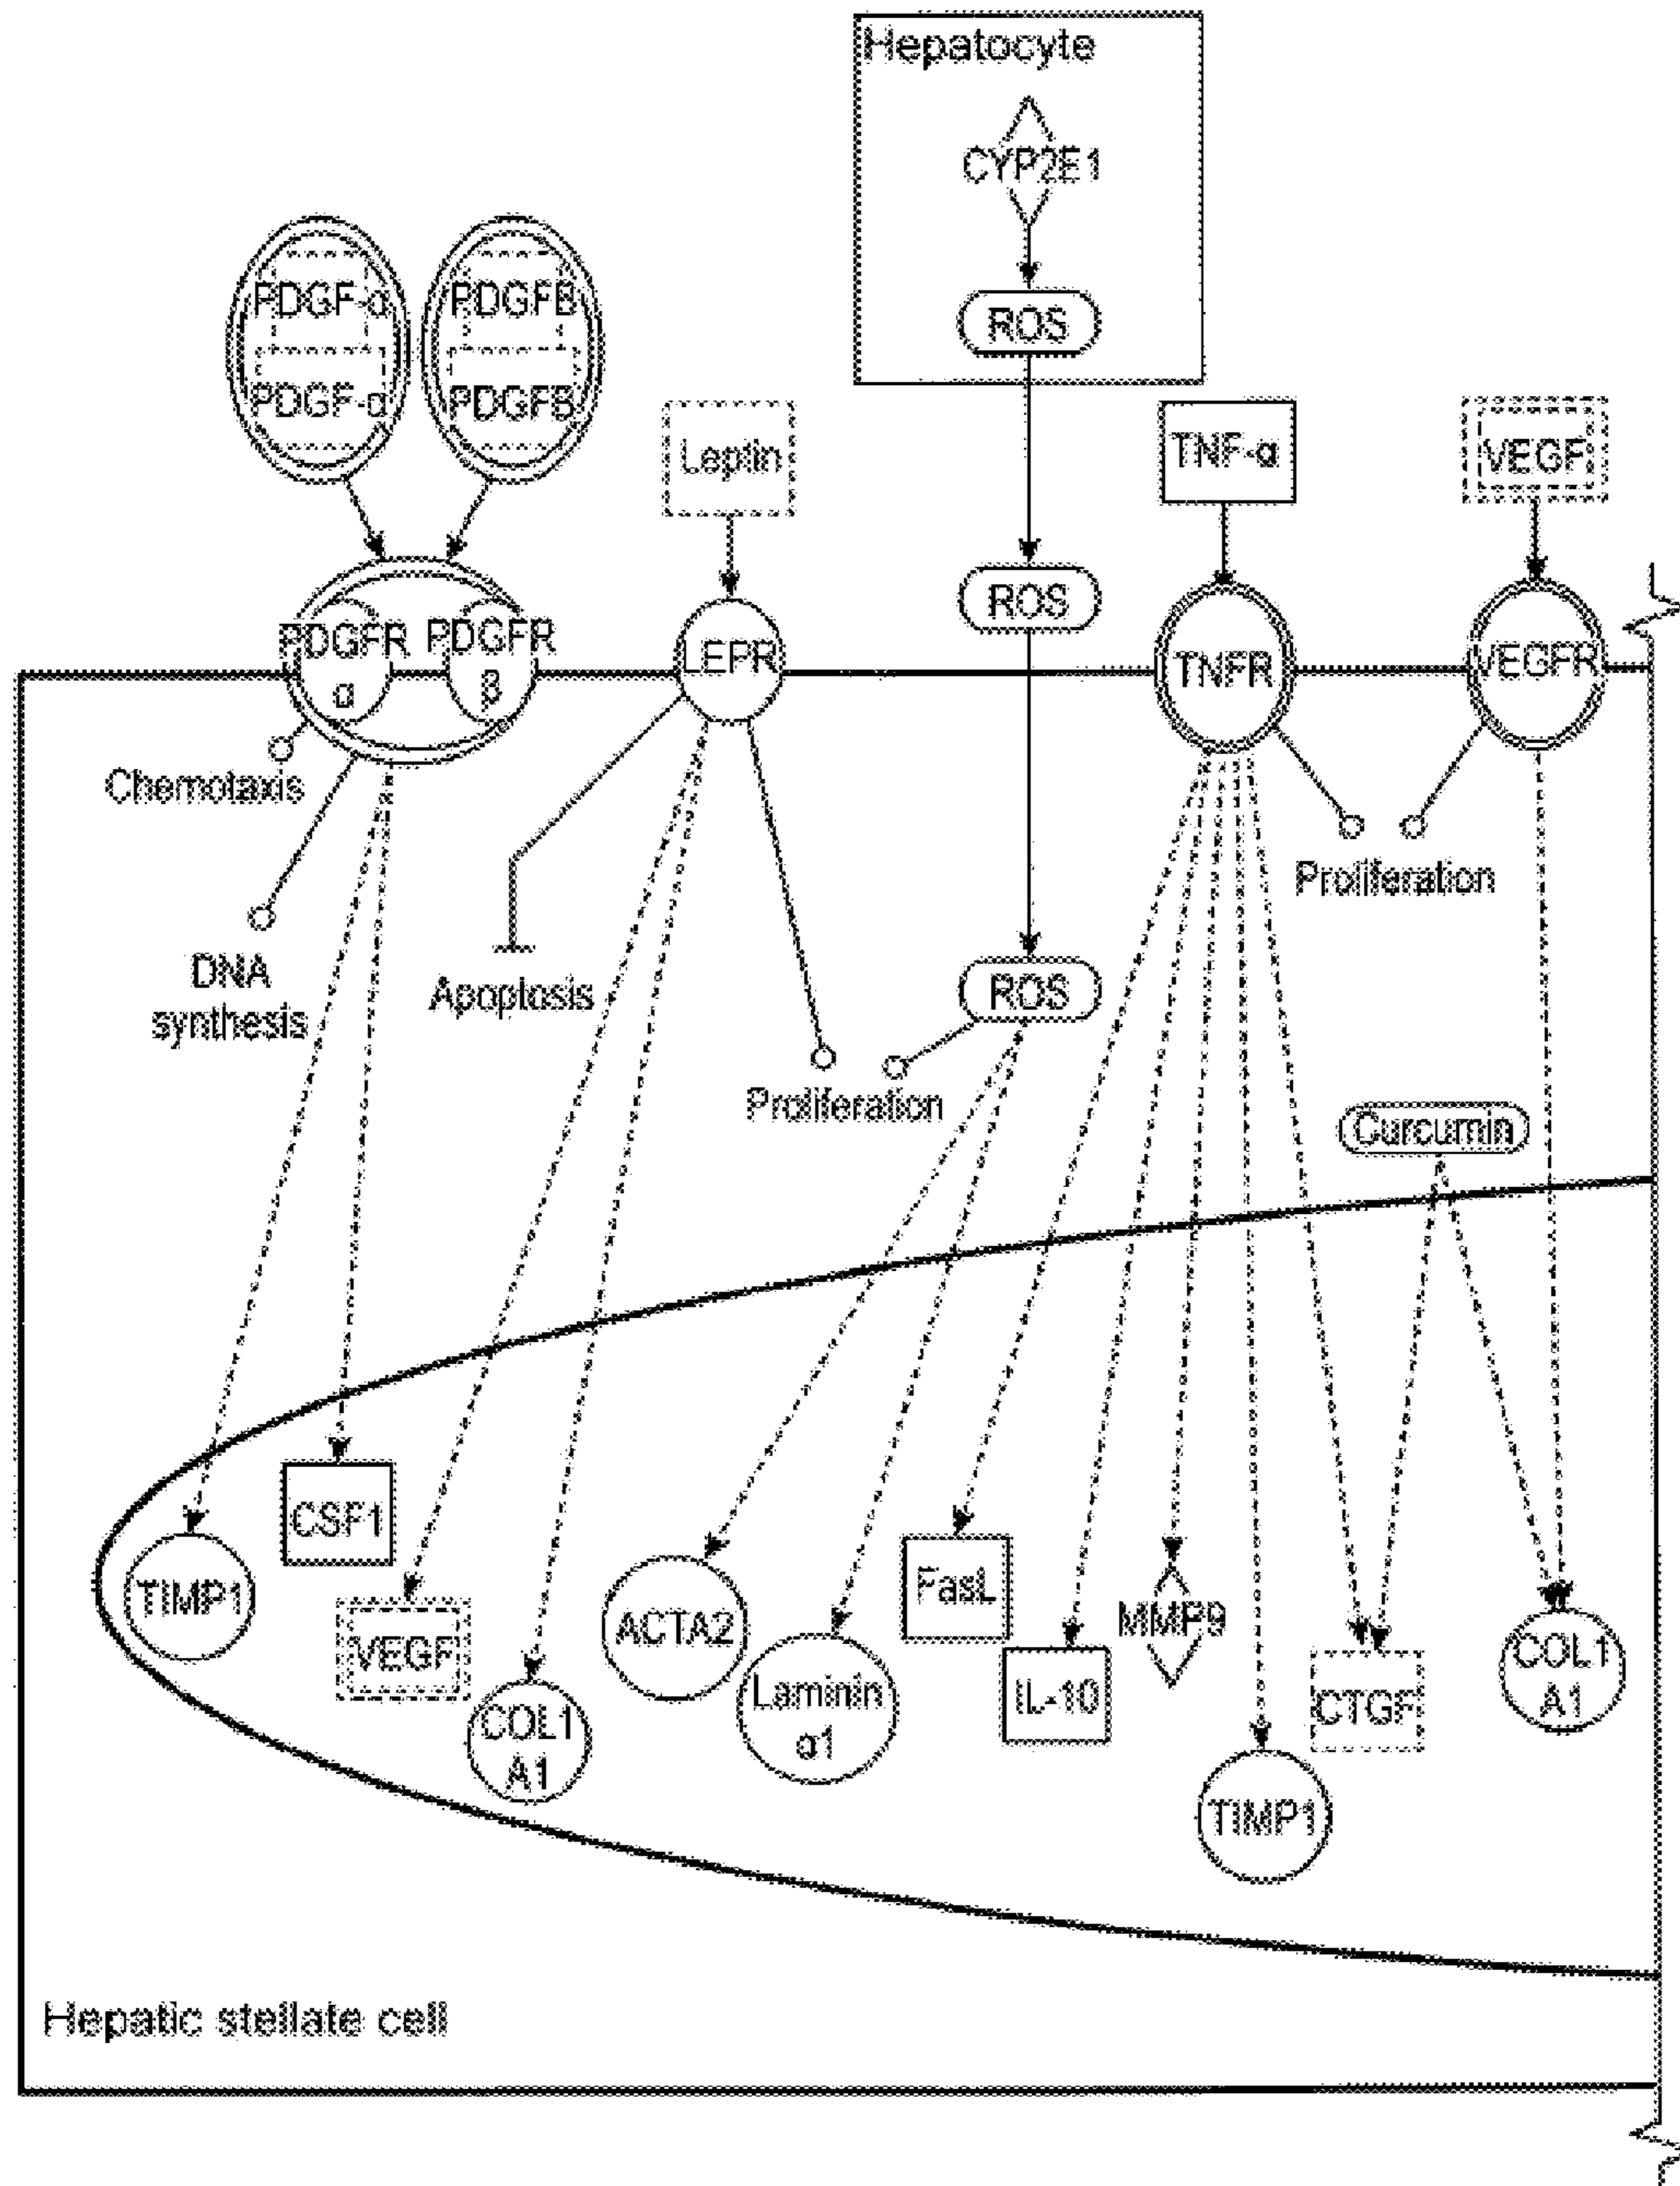 Hepatocyte
CYP2E1
ROS
PDGF-α
PDGF-α
PDGFB
PDGFB
Leptin
TNF-α
VEGF
ROS
PDGFR
α
PDGFR
β
LEPR
TNFR
VEGFR
Chemotaxis
DNA
synthesis
Apoptosis
ROS
Proliferation
Proliferation
Curcumin
TIMP1
CSF1
VEGF
COL1
A1
ACTA2
Laminin
α1
FasL
IL-10
MMP9
TIMP1
CTGF
COL1
A1
Hepatic stellate cell